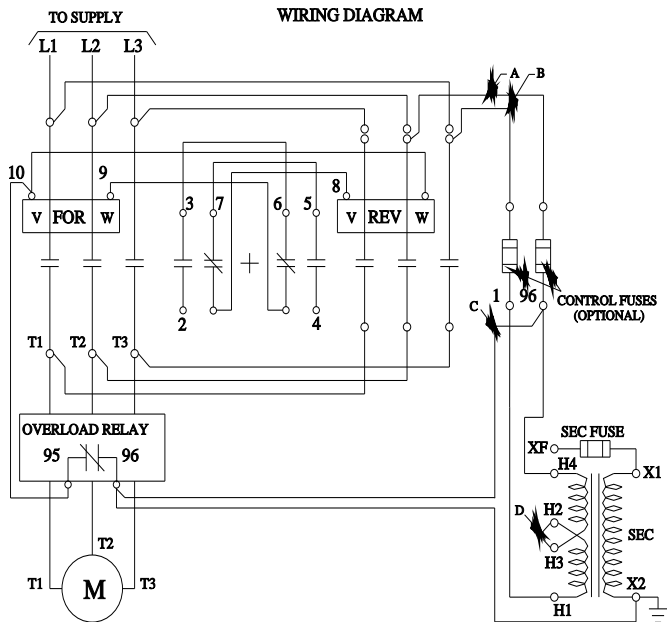 WIRING DIAGRAM
TO SUPPLY
L1 L2 L3
A B
10 9 3 7 6 5 8
V FOR W
V REV W
2 4
1 96
C
CONTROL FUSES
(OPTIONAL)
T1 T2 T3
OVERLOAD RELAY
95 96
SEC FUSE
XF
H4 X1
H2
D
SEC
H3
T2
T1 M T3
X2
H1